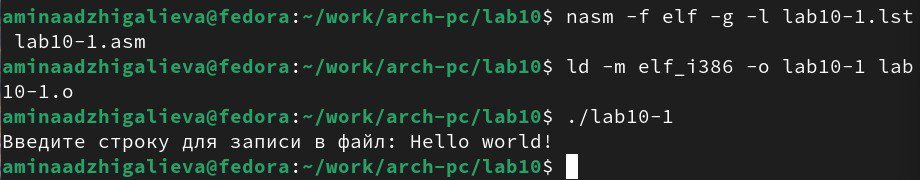 aminaadzhigalieva@fedora:~/work/arch-pc/lab10$ nasm -f elf -g -l lab10-1.lst
 lab10-1.asm
aminaadzhigalieva@fedora:~/work/arch-pc/lab10$ ld -m elf_i386 -o lab10-1 lab
10-1.o
aminaadzhigalieva@fedora:~/work/arch-pc/lab10$ ./lab10-1
Введите строку для записи в файл: Hello world!
aminaadzhigalieva@fedora:~/work/arch-pc/lab10$